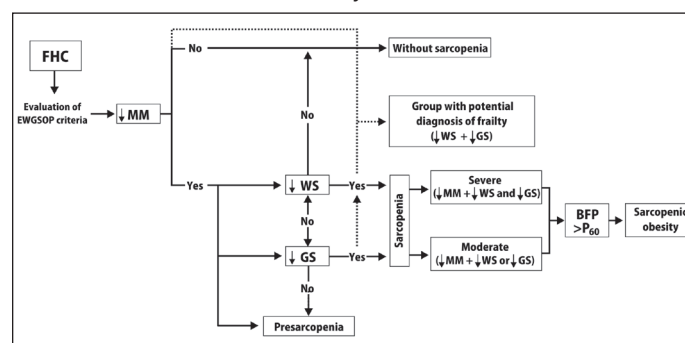 FHC
Evaluation of
EWGSOP criteria
↓ MM
No
Without sarcopenia
Group with potential
diagnosis of frailty
(↓WS + ↓GS)
No
Yes
↓ WS
Yes
Sarcopenia
Severe
(↓MM + ↓WS and ↓GS)
No
BFP
>P60
Sarcopenic
obesity
↓ GS
Yes
Moderate
(↓MM + ↓WS or ↓GS)
No
Presarcopenia